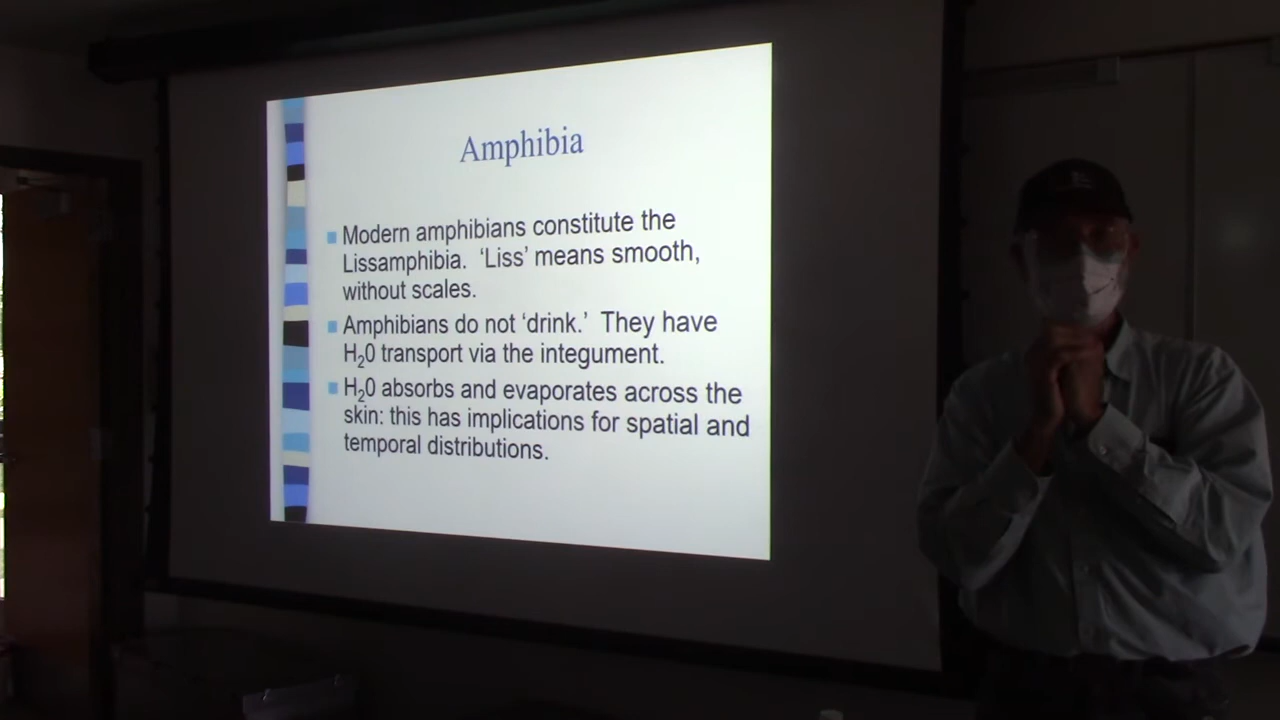 Amphibia
Modern amphibians constitute the
Lissamphibia. ‘Liss’ means smooth,
without scales.
Amphibians do not ‘drink.’ They have
H₂0 transport via the integument.
H₂0 absorbs and evaporates across the
skin: this has implications for spatial and
temporal distributions.